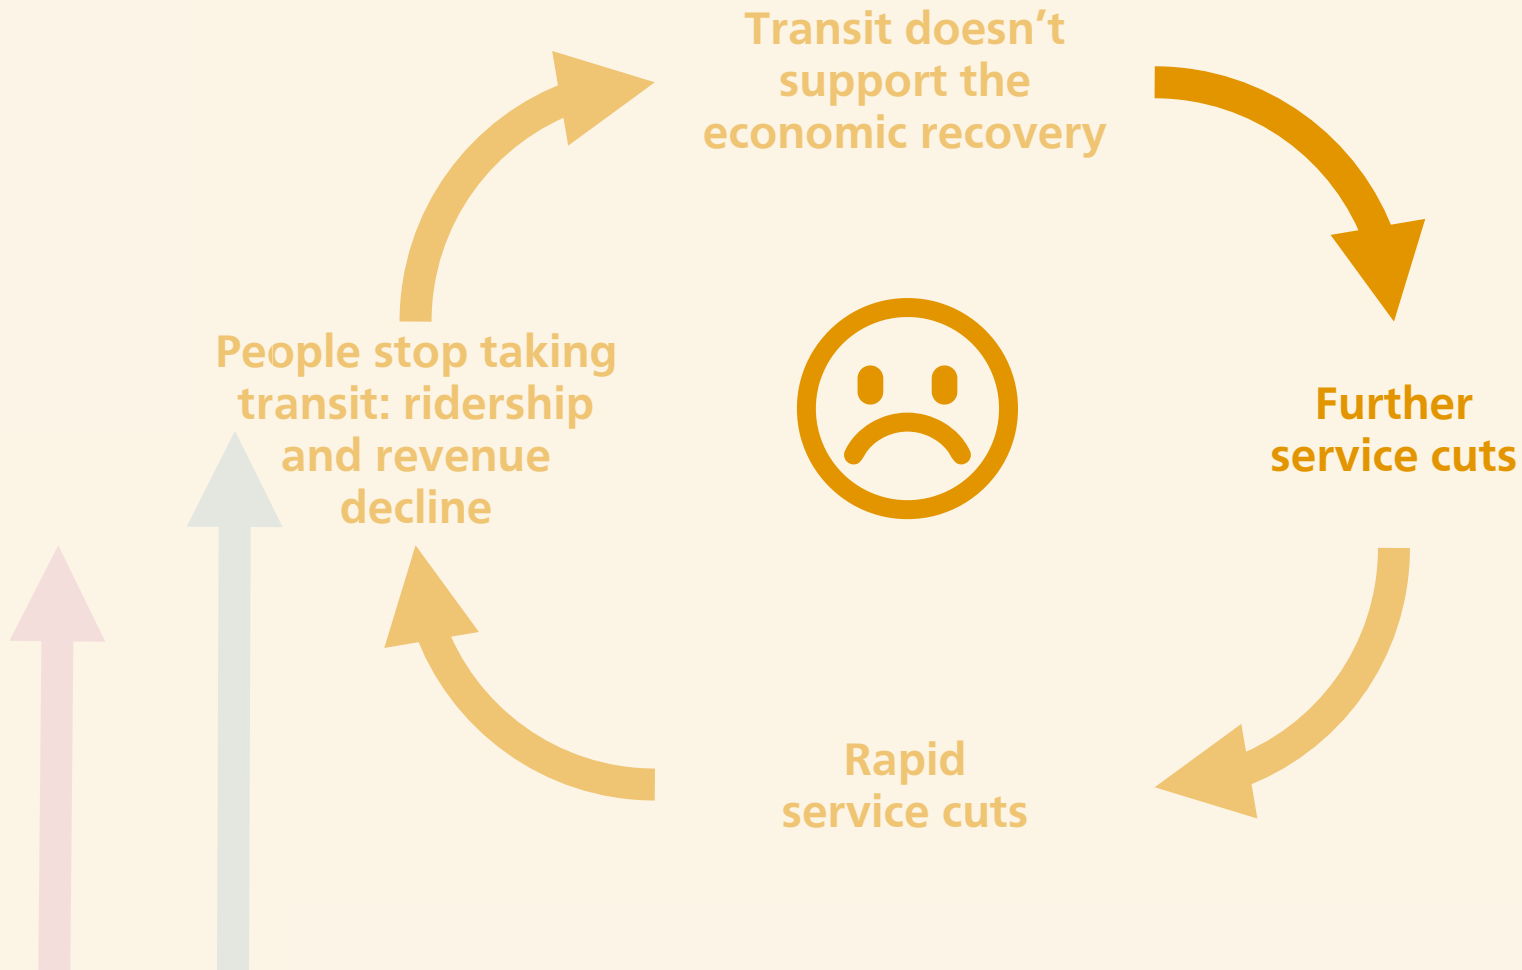 Transit doesn’t
support the
economic recovery
People stop taking
transit: ridership
and revenue
decline
Further
service cuts
Rapid
service cuts